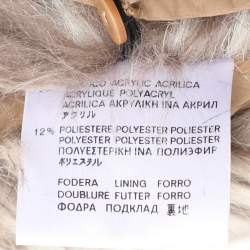 ACRYLIC ACRILICA
ACRYLIQUE POLYACRYL
ACRILICA ΑΚΡΥΛΙΚΗ ΙΝΑ АКРИЛ
アクリル
12% POLIESTERE POLYESTER POLIESTER
POLYESTER POLYESTER POLIESTER
ΠΟΛΥΕΣΤΕΡΙΚΗ ΙΝΑ ПОЛИЭФИР
ポリエステル
FODERA LINING FORRO
DOUBLURE FUTTER FORRO
ΦΟΔΡΑ ПОДКЛАД 裏地